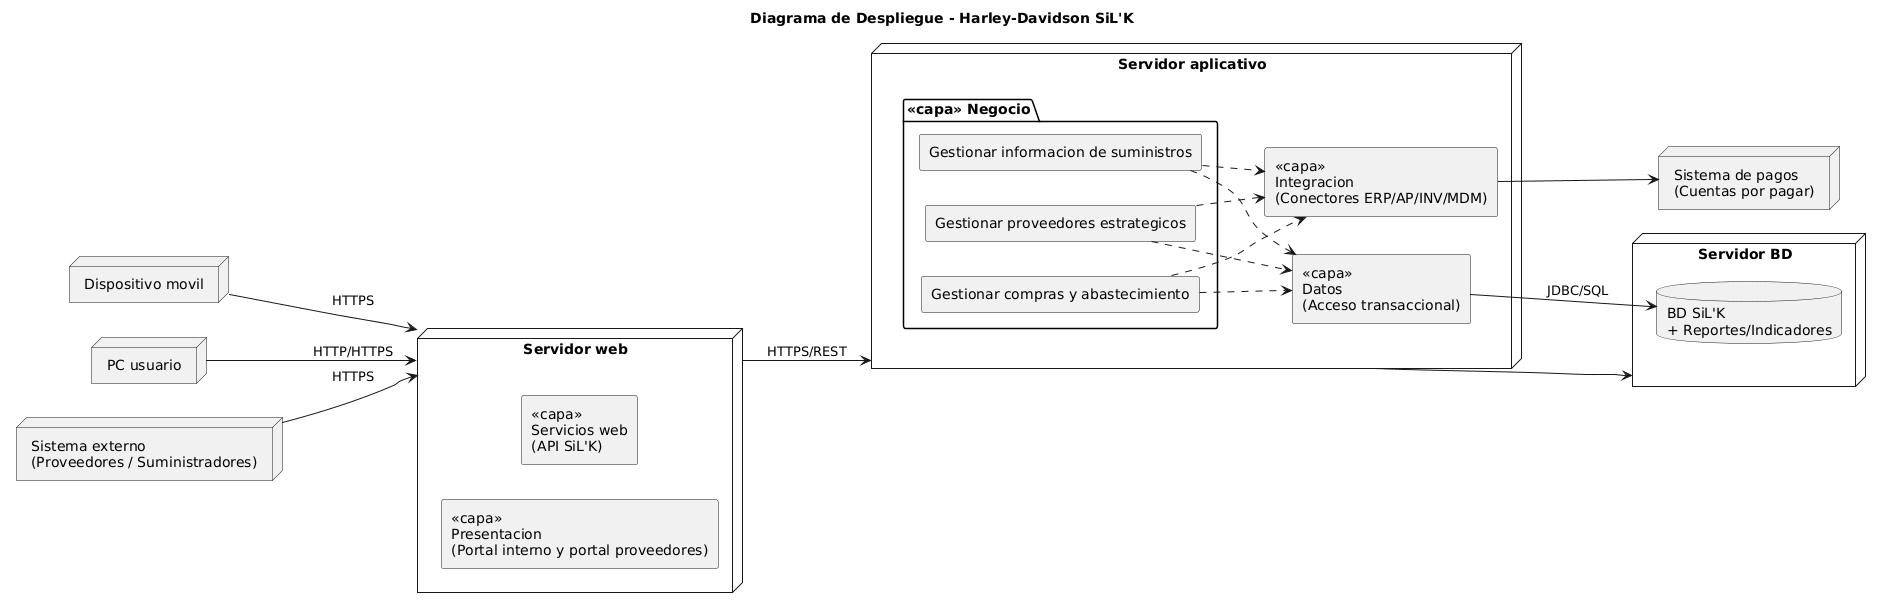 Diagrama de Despliegue - Harley-Davidson SiL'K
Dispositivo movil
HTTPS
PC usuario
HTTP/HTTPS
HTTPS
Sistema externo
(Proveedores / Suministradores)
Servidor web
«capa»
Servicios web
(API SiL'K)
«capa»
Presentacion
(Portal interno y portal proveedores)
HTTPS/REST
Servidor aplicativo
«capa» Negocio
Gestionar informacion de suministros
Gestionar proveedores estrategicos
Gestionar compras y abastecimiento
«capa»
Integracion
(Conectores ERP/AP/INV/MDM)
«capa»
Datos
(Acceso transaccional)
JDBC/SQL
Sistema de pagos
(Cuentas por pagar)
Servidor BD
BD SiL'K
+ Reportes/Indicadores